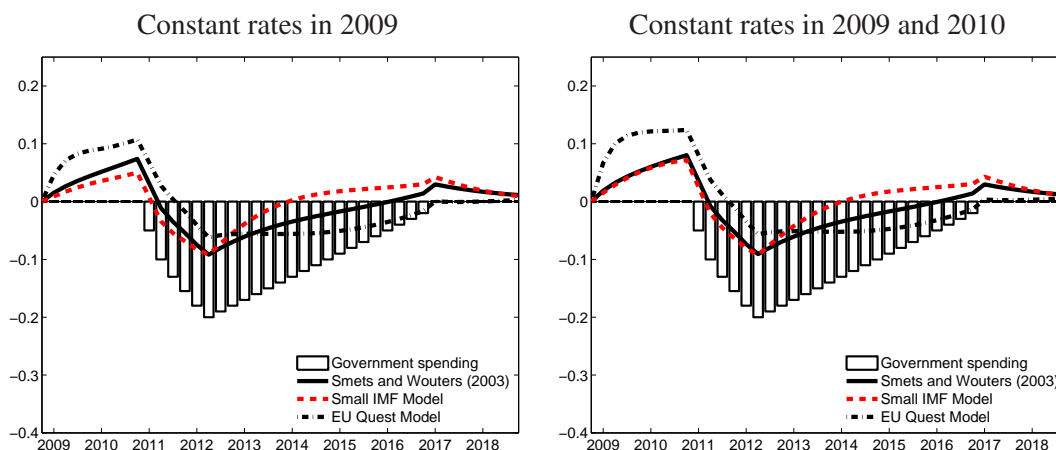 Constant rates in 2009
0.2
0.1
0
−0.1
−0.2
−0.3
−0.4
Government spending
Smets and Wouters (2003)
Small IMF Model
EU Quest Model
2009 2010 2011 2012 2013 2014 2015 2016 2017 2018
Constant rates in 2009 and 2010
0.2
0.1
0
−0.1
−0.2
−0.3
−0.4
Government spending
Smets and Wouters (2003)
Small IMF Model
EU Quest Model
2009 2010 2011 2012 2013 2014 2015 2016 2017 2018